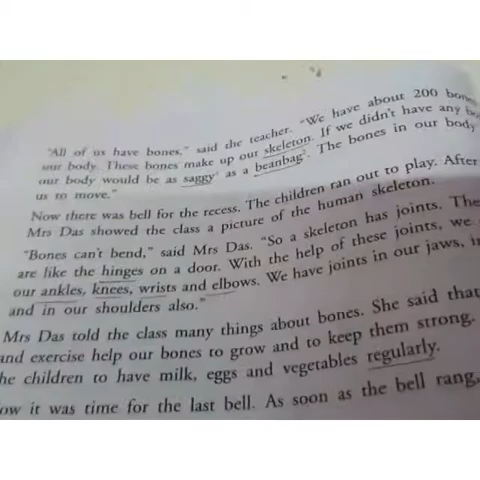 "All of us have bones," said the teacher. "We have about 200
our body. These bones make up our skeleton. If we didn't have any
our body would be as saggy¹ as a beanbag². The bones in our body
us to move."
Now there was bell for the recess. The children ran out to play. After
Mrs Das showed the class a picture of the human skeleton.
"Bones can't bend," said Mrs Das. "So a skeleton has joints. The
are like the hinges on a door. With the help of these joints, we
our ankles, knees, wrists and elbows. We have joints in our jaws,
and in our shoulders also."
Mrs Das told the class many things about bones. She said that
and exercise help our bones to grow and to keep them strong.
he children to have milk, eggs and vegetables regularly.
ow it was time for the last bell. As soon as the bell rang,